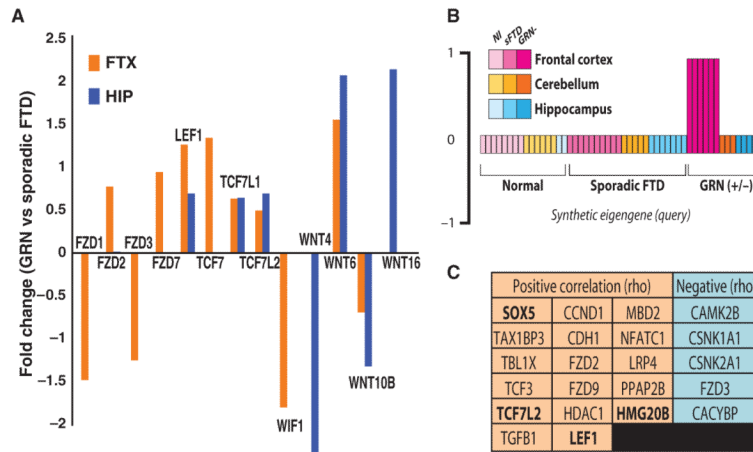 A
Fold change (GRN vs sporadic FTD)
2.5
2
1.5
1
0.5
0
−0.5
−1
−1.5
−2
FTX
HIP
LEF1
TCF7L1
WNT4
FZD1
FZD3
FZD2
FZD7
TCF7
TCF7L2
WNT6
WNT16
WNT10B
WIF1
B
1
0
−1
NI
sFTD
GRN-
Frontal cortex
Cerebellum
Hippocampus
Normal
Sporadic FTD
GRN (+/−)
Synthetic eigengene (query)
C
Positive correlation (rho) Negative (rho
SOX5 CCND1 MBD2 CAMK2B
TAX1BP3 CDH1 NFATC1 CSNK1A1
TBL1X FZD2 LRP4 CSNK2A1
TCF3 FZD9 PPAP2B FZD3
TCF7L2 HDAC1 HMG20B CACYBP
TGFB1 LEF1